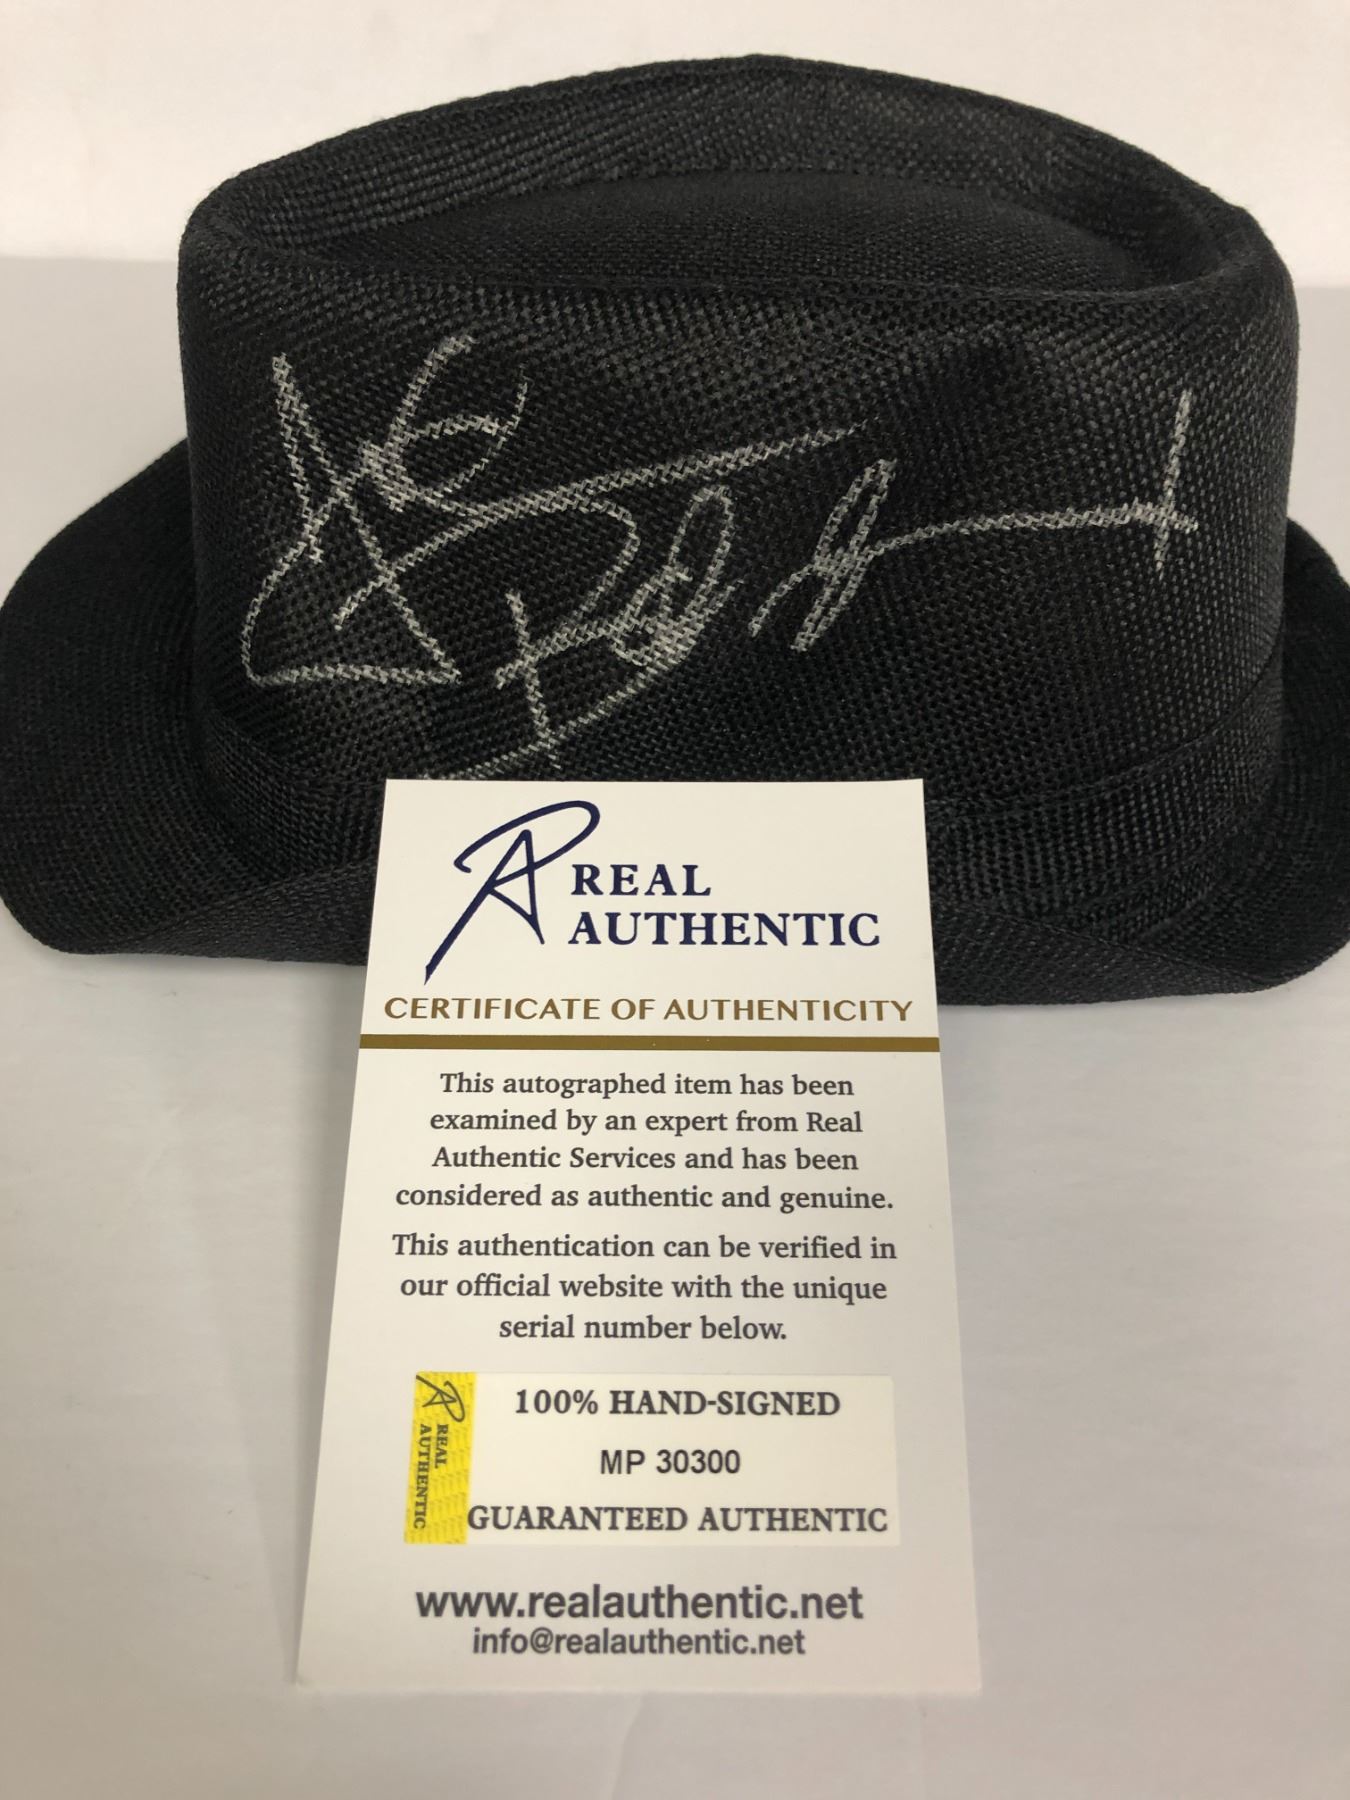 REAL
AUTHENTIC
CERTIFICATE OF AUTHENTICITY
This autographed item has been
examined by an expert from Real
Authentic Services and has been
considered as authentic and genuine.
This authentication can be verified in
our official website with the unique
serial number below.
REAL
AUTHENTIC
100% HAND-SIGNED
MP 30300
GUARANTEED AUTHENTIC
www.realauthentic.net
info@realauthentic.net